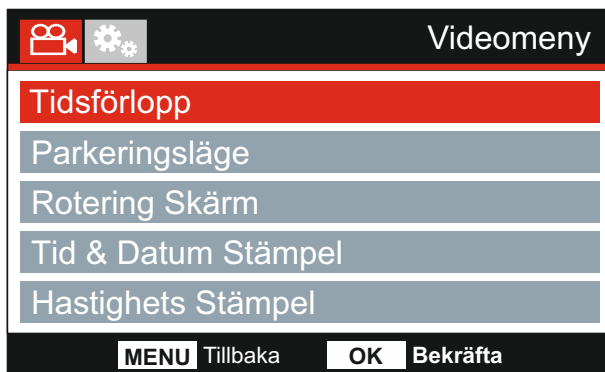 Videomeny
Tidsförlopp
Parkeringsläge
Rotering Skärm
Tid & Datum Stämpel
Hastighets Stämpel
MENU Tillbaka OK Bekräfta